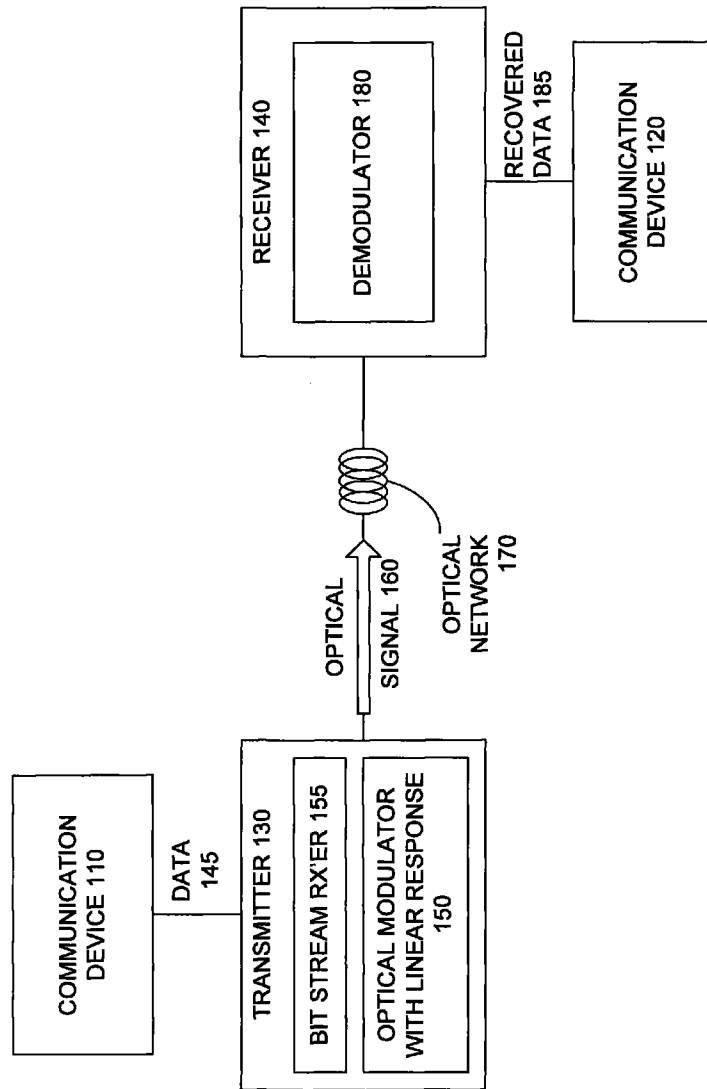 COMMUNICATION
DEVICE 110
DATA
145
TRANSMITTER 130
BIT STREAM RX'ER 155
OPTICAL MODULATOR
WITH LINEAR RESPONSE
150
OPTICAL
SIGNAL 160
OPTICAL
NETWORK
170
RECEIVER 140
DEMODULATOR 180
RECOVERED
DATA 185
COMMUNICATION
DEVICE 120